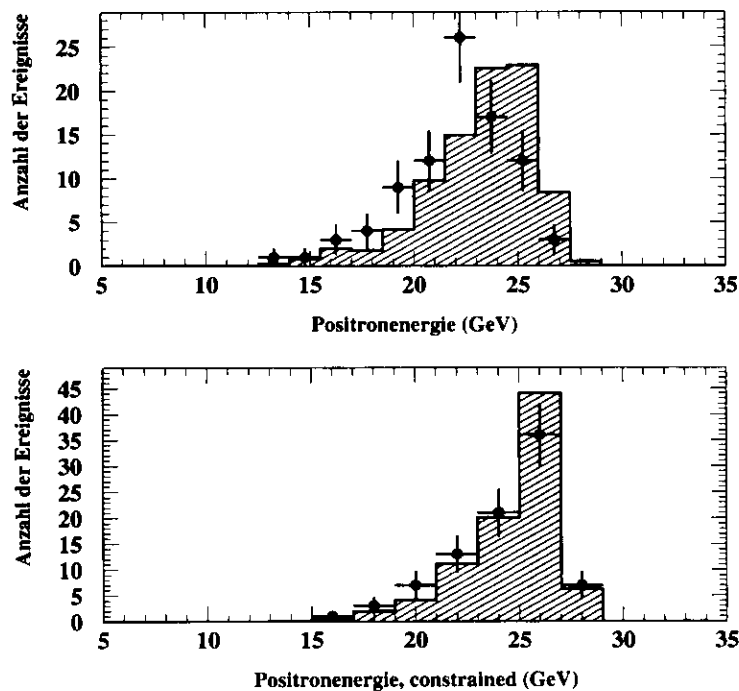 Anzahl der Ereignisse
25
20
15
10
5
0
5 10 15 20 25 30 35
Positronenergie (GeV)
Anzahl der Ereignisse
45
40
35
30
25
20
15
10
5
0
5 10 15 20 25 30 35
Positronenergie, constrained (GeV)